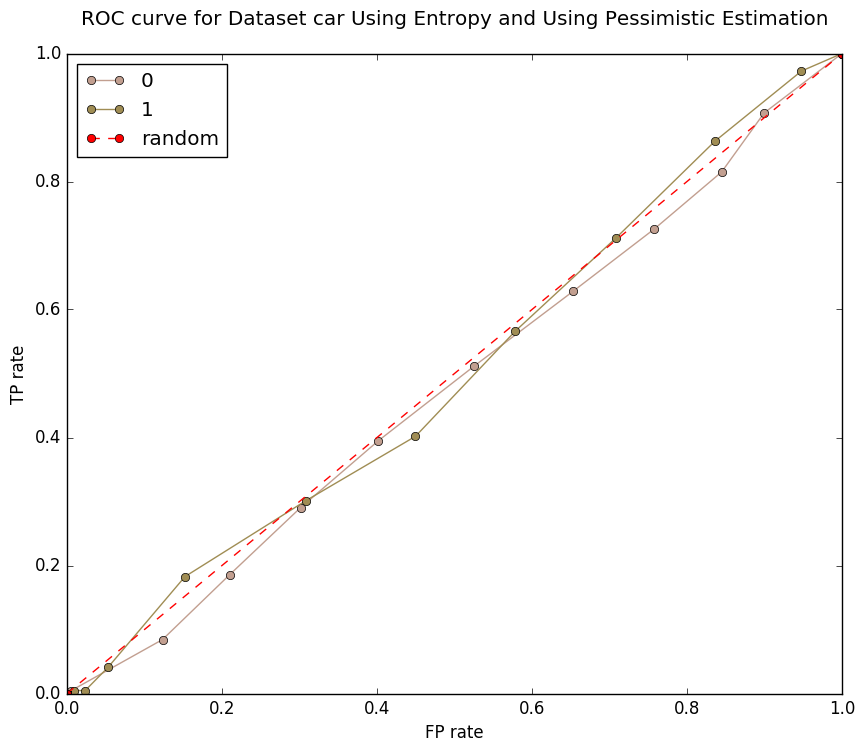 ROC curve for Dataset car Using Entropy and Using Pessimistic Estimation
0
1
random
1.0
0.8
0.6
0.4
0.2
0.0
TP rate
0.0 0.2 0.4 0.6 0.8 1.0
FP rate